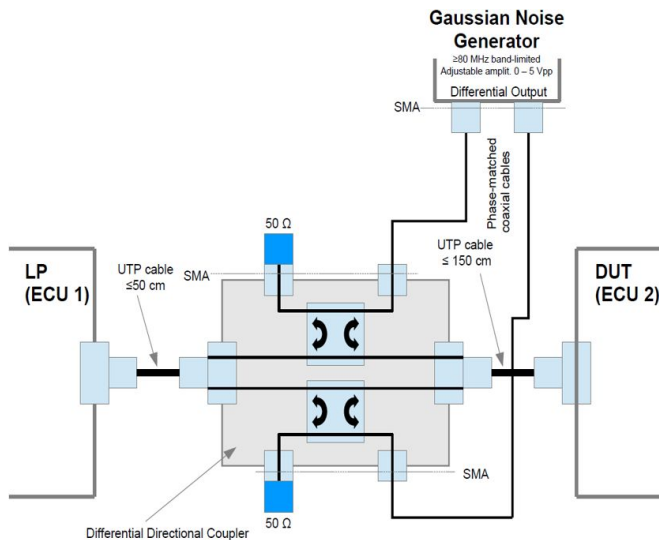 Gaussian Noise
Generator
≥80 MHz band-limited
Adjustable amplit. 0 – 5 Vpp
Differential Output
SMA
Phase-matched
coaxial cables
50 Ω
UTP cable
≤ 150 cm
LP
(ECU 1)
UTP cable
≤50 cm
SMA
DUT
(ECU 2)
SMA
50 Ω
Differential Directional Coupler